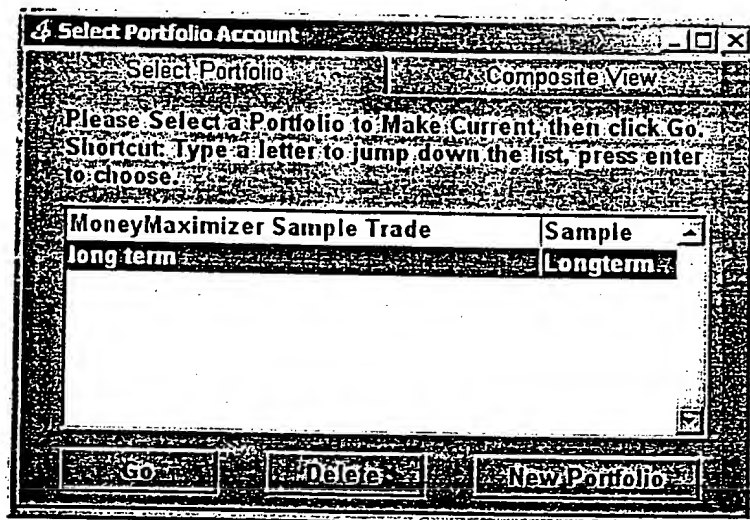 Select Portfolio Account
Select Portfolio
Composite View
Please Select a Portfolio to Make Current, then click Go.
Shortcut: Type a letter to jump down the list, press enter
to choose.
MoneyMaximizer Sample Trade Sample
long term Longterm
Go Delete New Portfolio